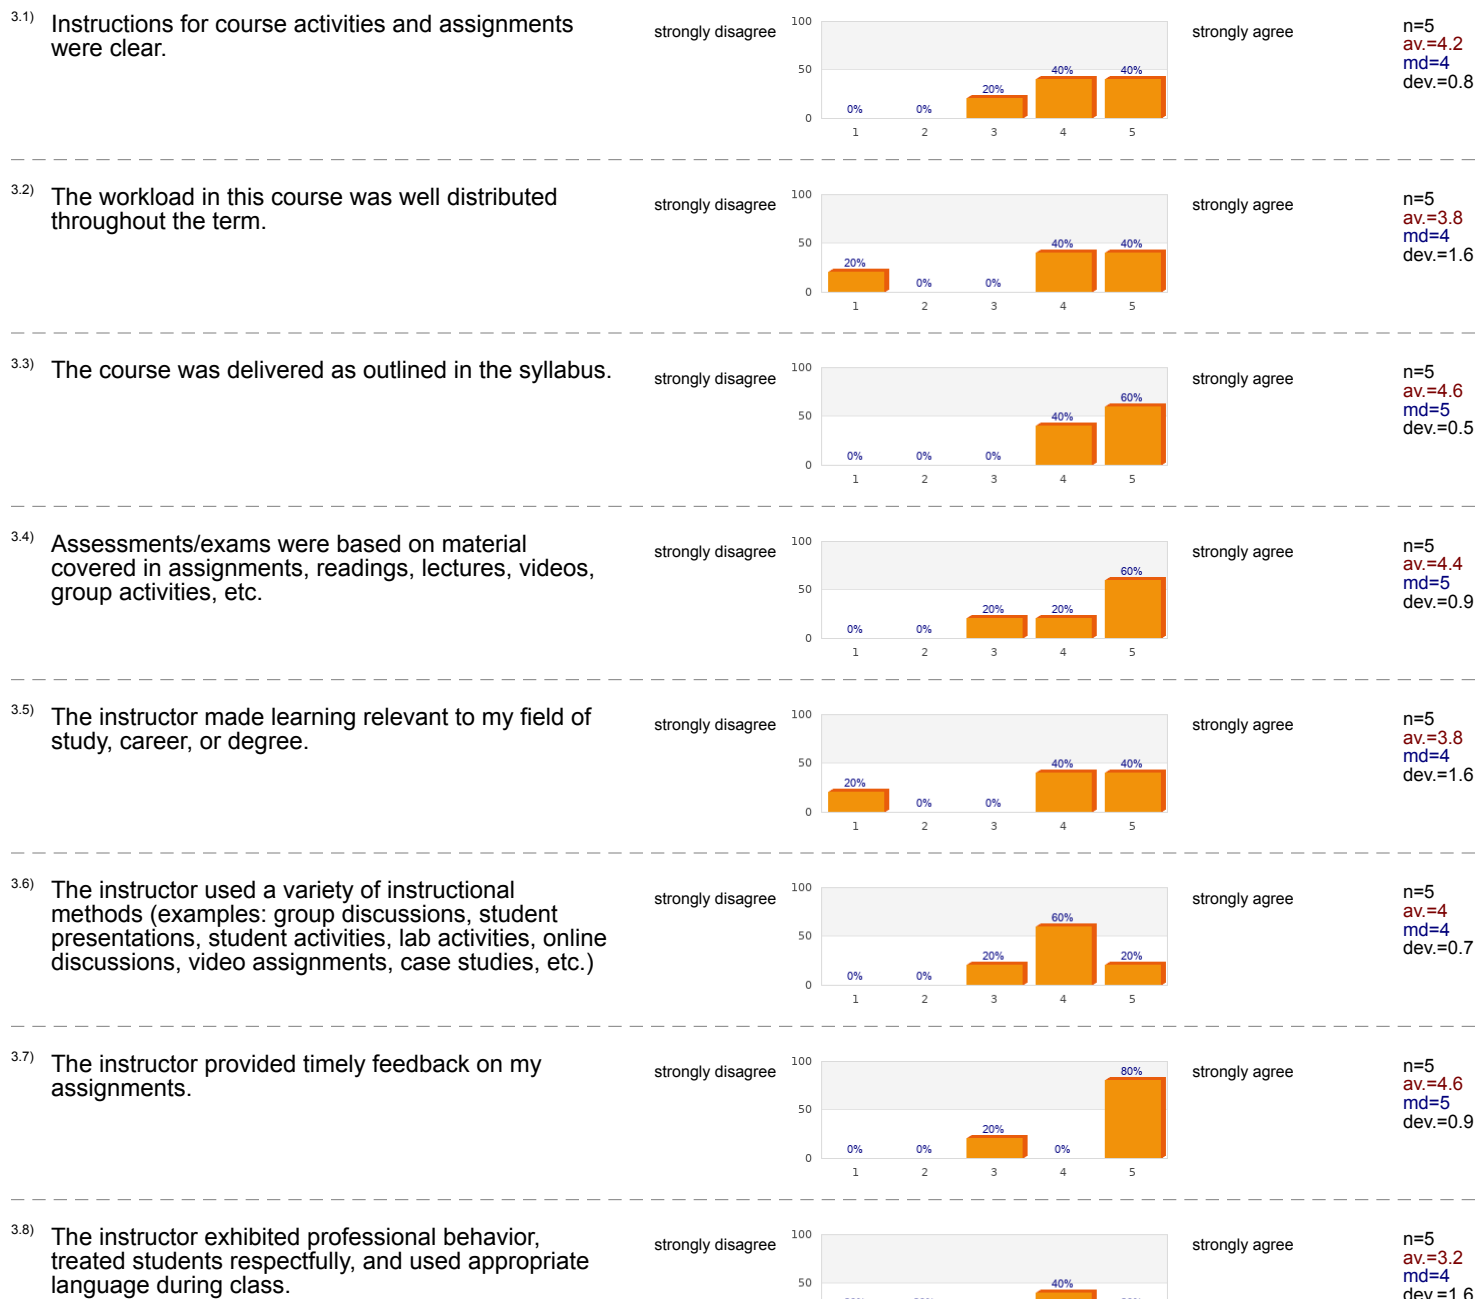 3.1) Instructions for course activities and assignments
were clear.
strongly disagree
100
50
0
0%
0%
20%
40%
40%
1 2 3 4 5
strongly agree
n=5
av.=4.2
md=4
dev.=0.8
3.2) The workload in this course was well distributed
throughout the term.
strongly disagree
100
50
0
20%
0%
0%
40%
40%
1 2 3 4 5
strongly agree
n=5
av.=3.8
md=4
dev.=1.6
3.3) The course was delivered as outlined in the syllabus.
strongly disagree
100
50
0
0%
0%
0%
40%
60%
1 2 3 4 5
strongly agree
n=5
av.=4.6
md=5
dev.=0.5
3.4) Assessments/exams were based on material
covered in assignments, readings, lectures, videos,
group activities, etc.
strongly disagree
100
50
0
0%
0%
20%
20%
60%
1 2 3 4 5
strongly agree
n=5
av.=4.4
md=5
dev.=0.9
3.5) The instructor made learning relevant to my field of
study, career, or degree.
strongly disagree
100
50
0
20%
0%
0%
40%
40%
1 2 3 4 5
strongly agree
n=5
av.=3.8
md=4
dev.=1.6
3.6) The instructor used a variety of instructional
methods (examples: group discussions, student
presentations, student activities, lab activities, online
discussions, video assignments, case studies, etc.)
strongly disagree
100
50
0
0%
0%
20%
60%
20%
1 2 3 4 5
strongly agree
n=5
av.=4
md=4
dev.=0.7
3.7) The instructor provided timely feedback on my
assignments.
strongly disagree
100
50
0
0%
0%
20%
0%
80%
1 2 3 4 5
strongly agree
n=5
av.=4.6
md=5
dev.=0.9
3.8) The instructor exhibited professional behavior,
treated students respectfully, and used appropriate
language during class.
strongly disagree
100
50
40%
strongly agree
n=5
av.=3.2
md=4
dev.=1.6